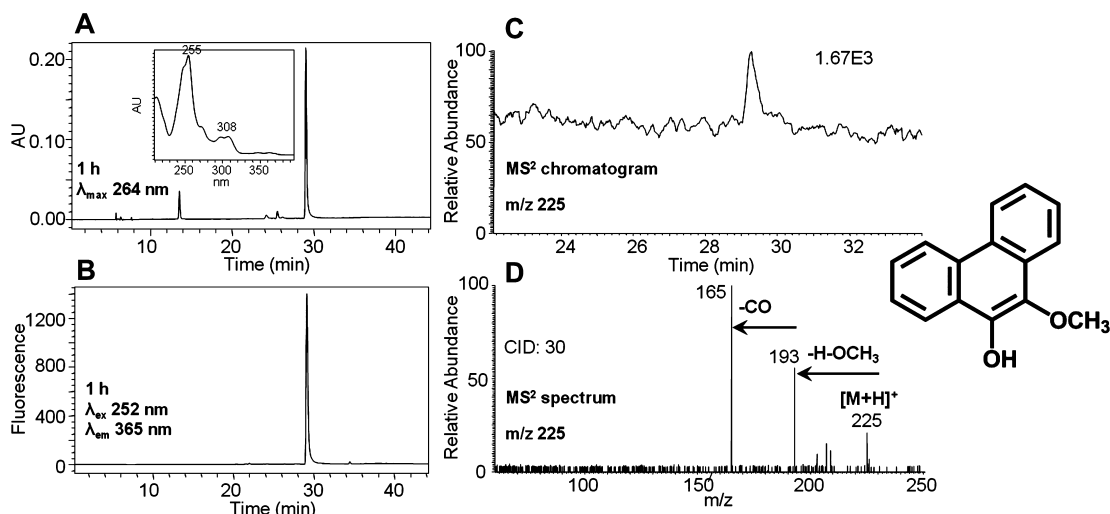 A
0.20
0.10
0.00
AU
10
20
30
40
Time (min)
1 h
λmax 264 nm
255
308
AU
250
300
350
nm
B
1200
800
400
0
Fluorescence
10
20
30
40
Time (min)
1 h
λex 252 nm
λem 365 nm
C
100
50
0
Relative Abundance
1.67E3
MS² chromatogram
m/z 225
24
26
28
30
32
Time (min)
D
100
50
0
Relative Abundance
165
-CO
193
-H-OCH₃
[M+H]⁺
225
CID: 30
MS² spectrum
m/z 225
100
150
200
250
m/z
OCH₃
OH